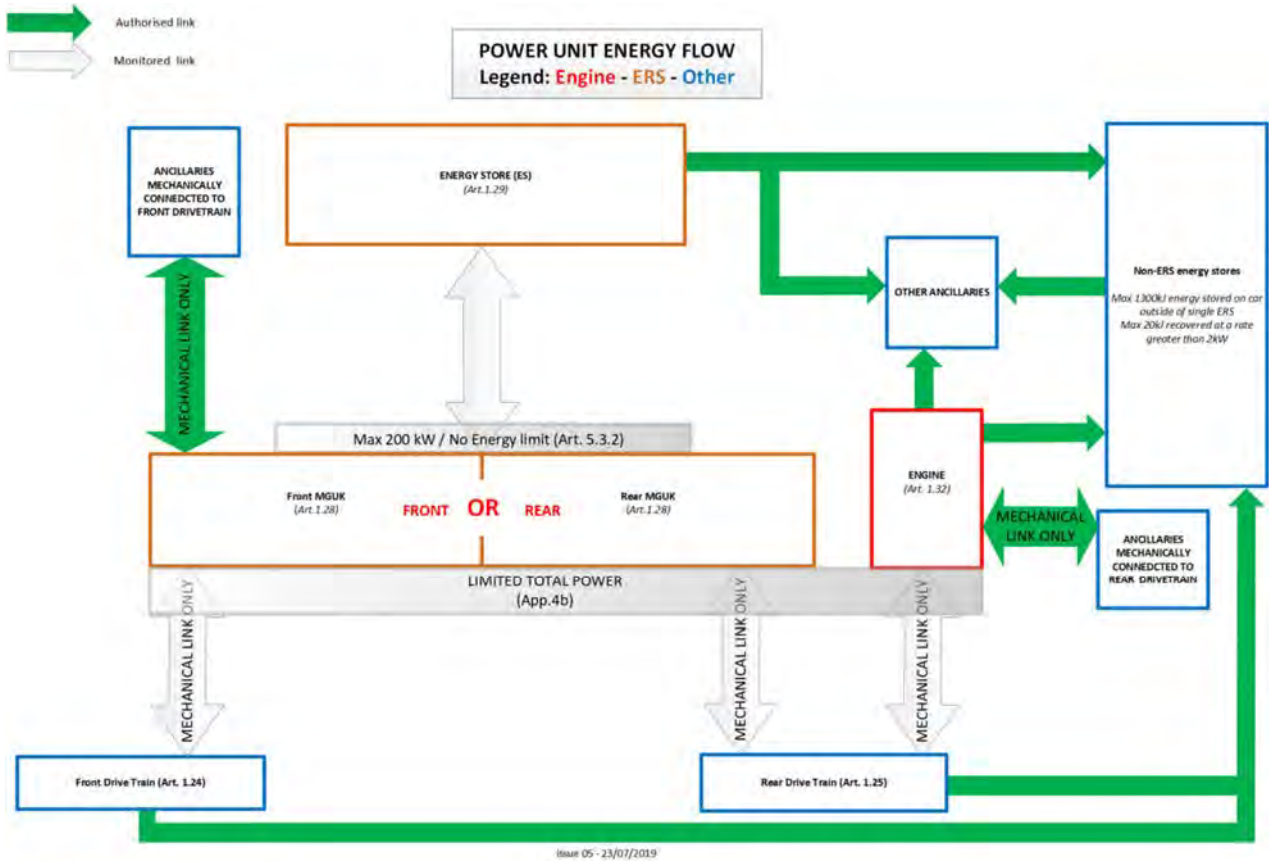 Authorised link
Monitored link
POWER UNIT ENERGY FLOW
Legend: Engine - ERS - Other
ANCILLARIES
MECHANICALLY
CONNEDCTED TO
FRONT DRIVETRAIN
ENERGY STORE (ES)
(Art.1.29)
OTHER ANCILLARIES
Non-ERS energy stores
Max 1300kJ energy stored on car
outside of single ERS
Max 20kJ recovered at a rate
greater than 2kW
MECHANICAL LINK ONLY
Max 200 kW / No Energy limit (Art. 5.3.2)
Front MGUK
(Art.1.28)
FRONT OR REAR
Rear MGUK
(Art.1.28)
ENGINE
(Art. 1.32)
MECHANICAL
LINK ONLY
ANCILLARIES
MECHANICALLY
CONNEDCTED TO
REAR DRIVETRAIN
LIMITED TOTAL POWER
(App.4b)
MECHANICAL LINK ONLY
MECHANICAL LINK ONLY
MECHANICAL LINK ONLY
Front Drive Train (Art. 1.24)
Rear Drive Train (Art. 1.25)
Issue 05 - 23/07/2019